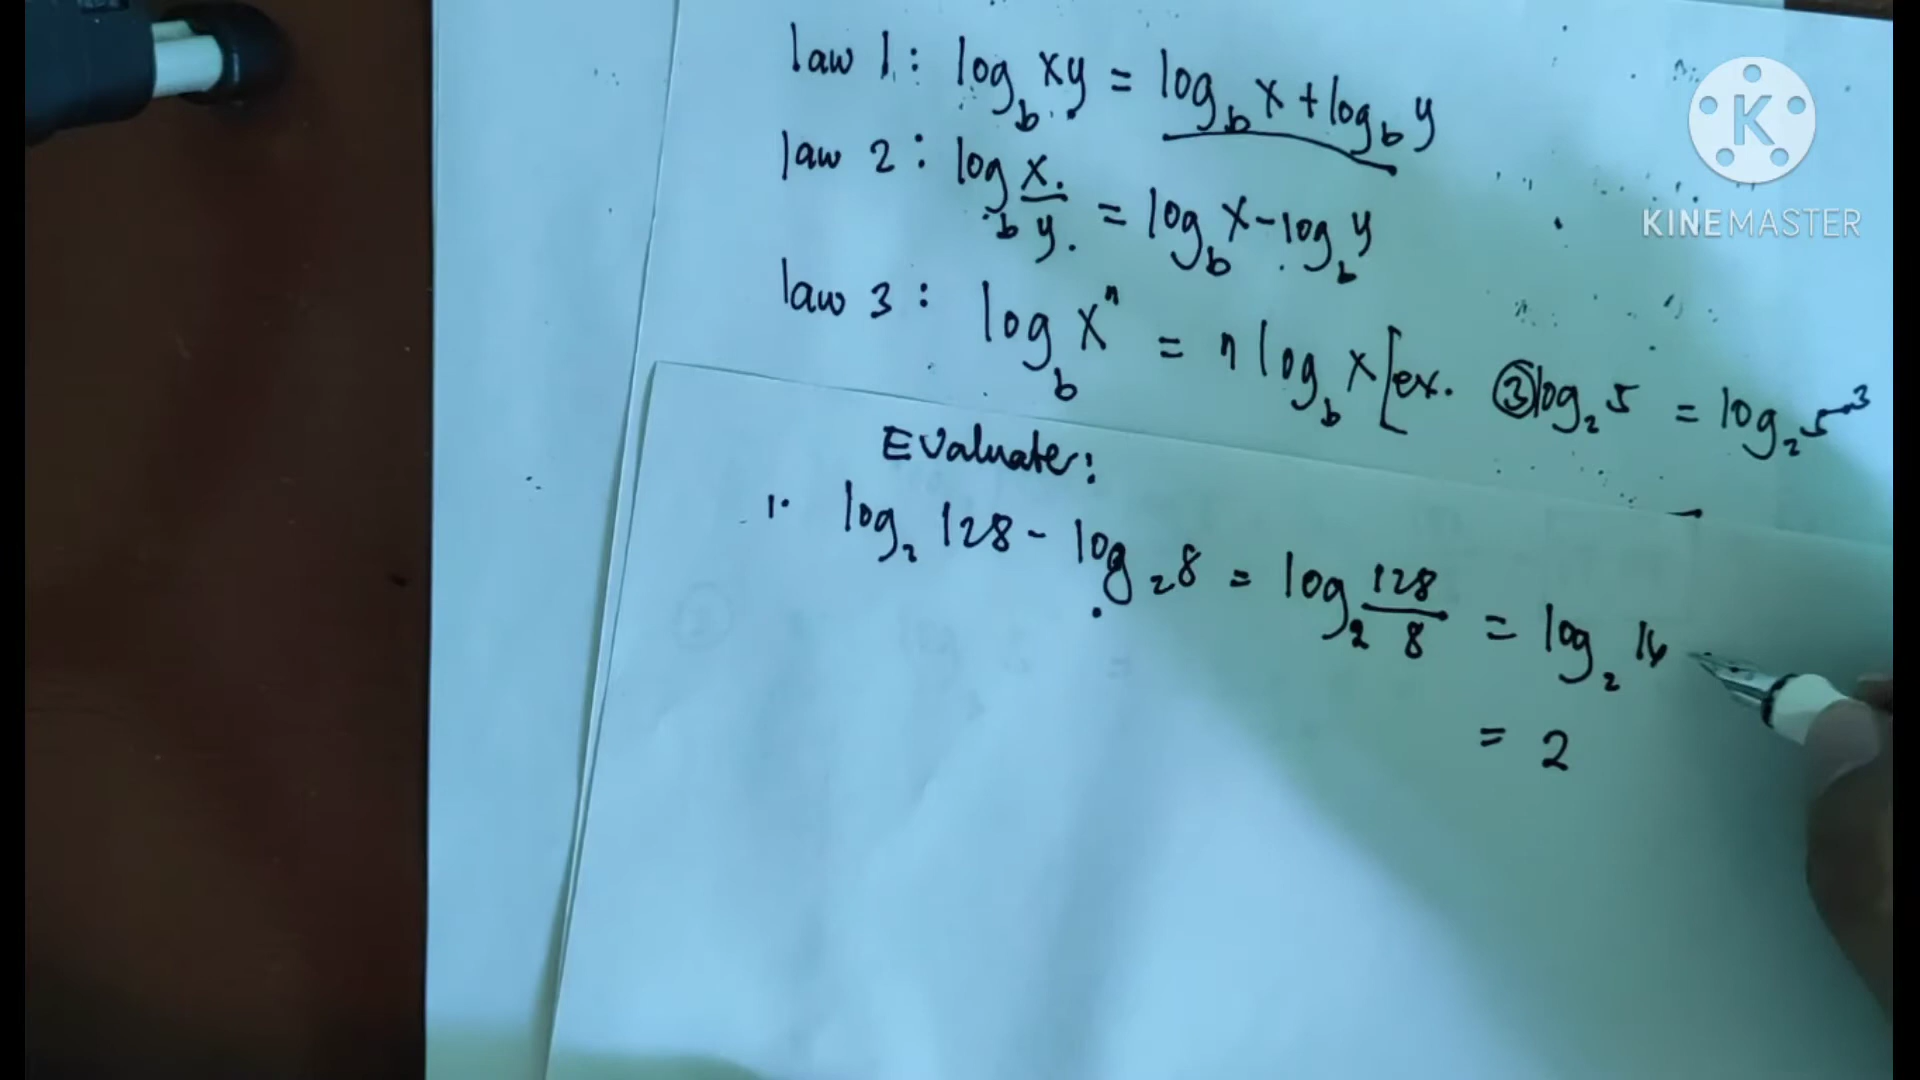 law 1: log_b xy = log_b x + log_b y
law 2: log_b x/y = log_b x - log_b y
law 3: log_b x^n = n log_b x [ex. ③log_2 5 = log_2 5^3
Evaluate:
1. log_2 128 - log_2 8 = log_2 128/8 = log_2 16
= 2
K
KINEMASTER